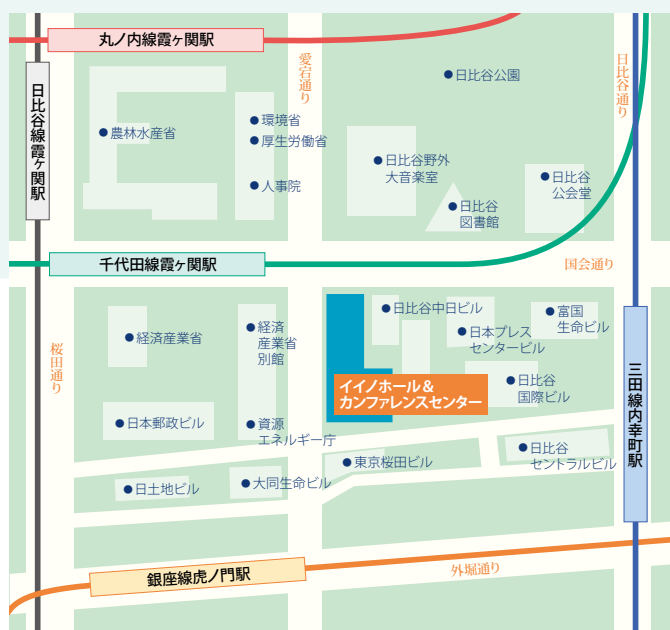 丸ノ内線霞ヶ関駅
日比谷線霞ヶ関駅
愛宕通り
日比谷通り
日比谷公園
農林水産省
環境省
厚生労働省
人事院
日比谷野外
大音楽室
日比谷
公会堂
日比谷
図書館
千代田線霞ヶ関駅
国会通り
桜田通り
経済産業省
経済
産業省
別館
日比谷中日ビル
日本プレス
センタービル
富国
生命ビル
イイノホール&
カンファレンスセンター
日比谷
国際ビル
三田線内幸町駅
日本郵政ビル
資源
エネルギー庁
東京桜田ビル
日比谷
セントラルビル
日土地ビル
大同生命ビル
銀座線虎ノ門駅
外堀通り